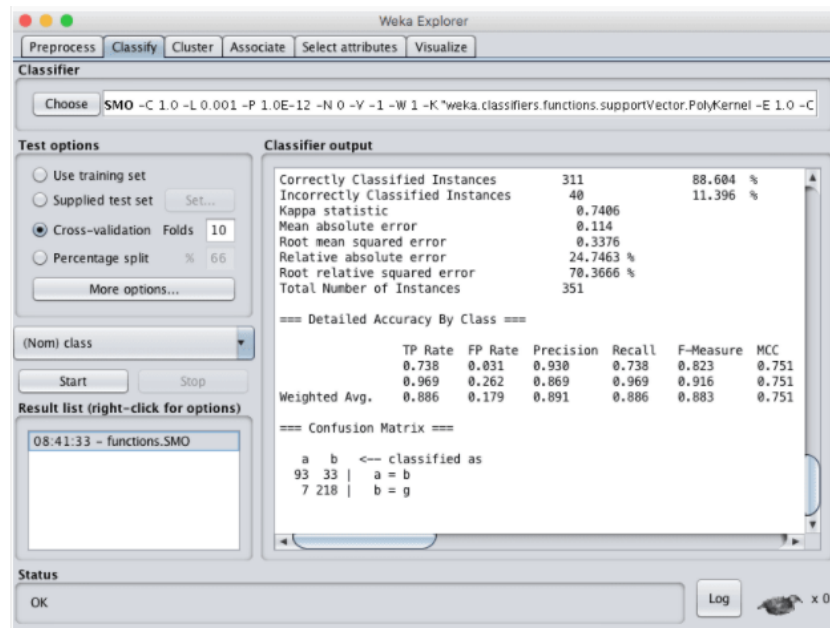 Weka Explorer
Preprocess Classify Cluster Associate Select attributes Visualize
Classifier
Choose SMO -C 1.0 -L 0.001 -P 1.0E-12 -N 0 -V -1 -W 1 -K "weka.classifiers.functions.supportVector.PolyKernel -E 1.0 -C
Test options
Use training set
Supplied test set Set...
Cross-validation Folds 10
Percentage split % 66
More options...
(Nom) class
Start Stop
Result list (right-click for options)
08:41:33 - functions.SMO
Classifier output
Correctly Classified Instances 311 88.604 %
Incorrectly Classified Instances 40 11.396 %
Kappa statistic 0.7406
Mean absolute error 0.114
Root mean squared error 0.3376
Relative absolute error 24.7463 %
Root relative squared error 70.3666 %
Total Number of Instances 351
=== Detailed Accuracy By Class ===
TP Rate FP Rate Precision Recall F-Measure MCC
0.738 0.031 0.930 0.738 0.823 0.751
0.969 0.262 0.869 0.969 0.916 0.751
Weighted Avg. 0.886 0.179 0.891 0.886 0.883 0.751
=== Confusion Matrix ===
a b <-- classified as
93 33 | a = b
7 218 | b = g
Status
OK
Log
x 0